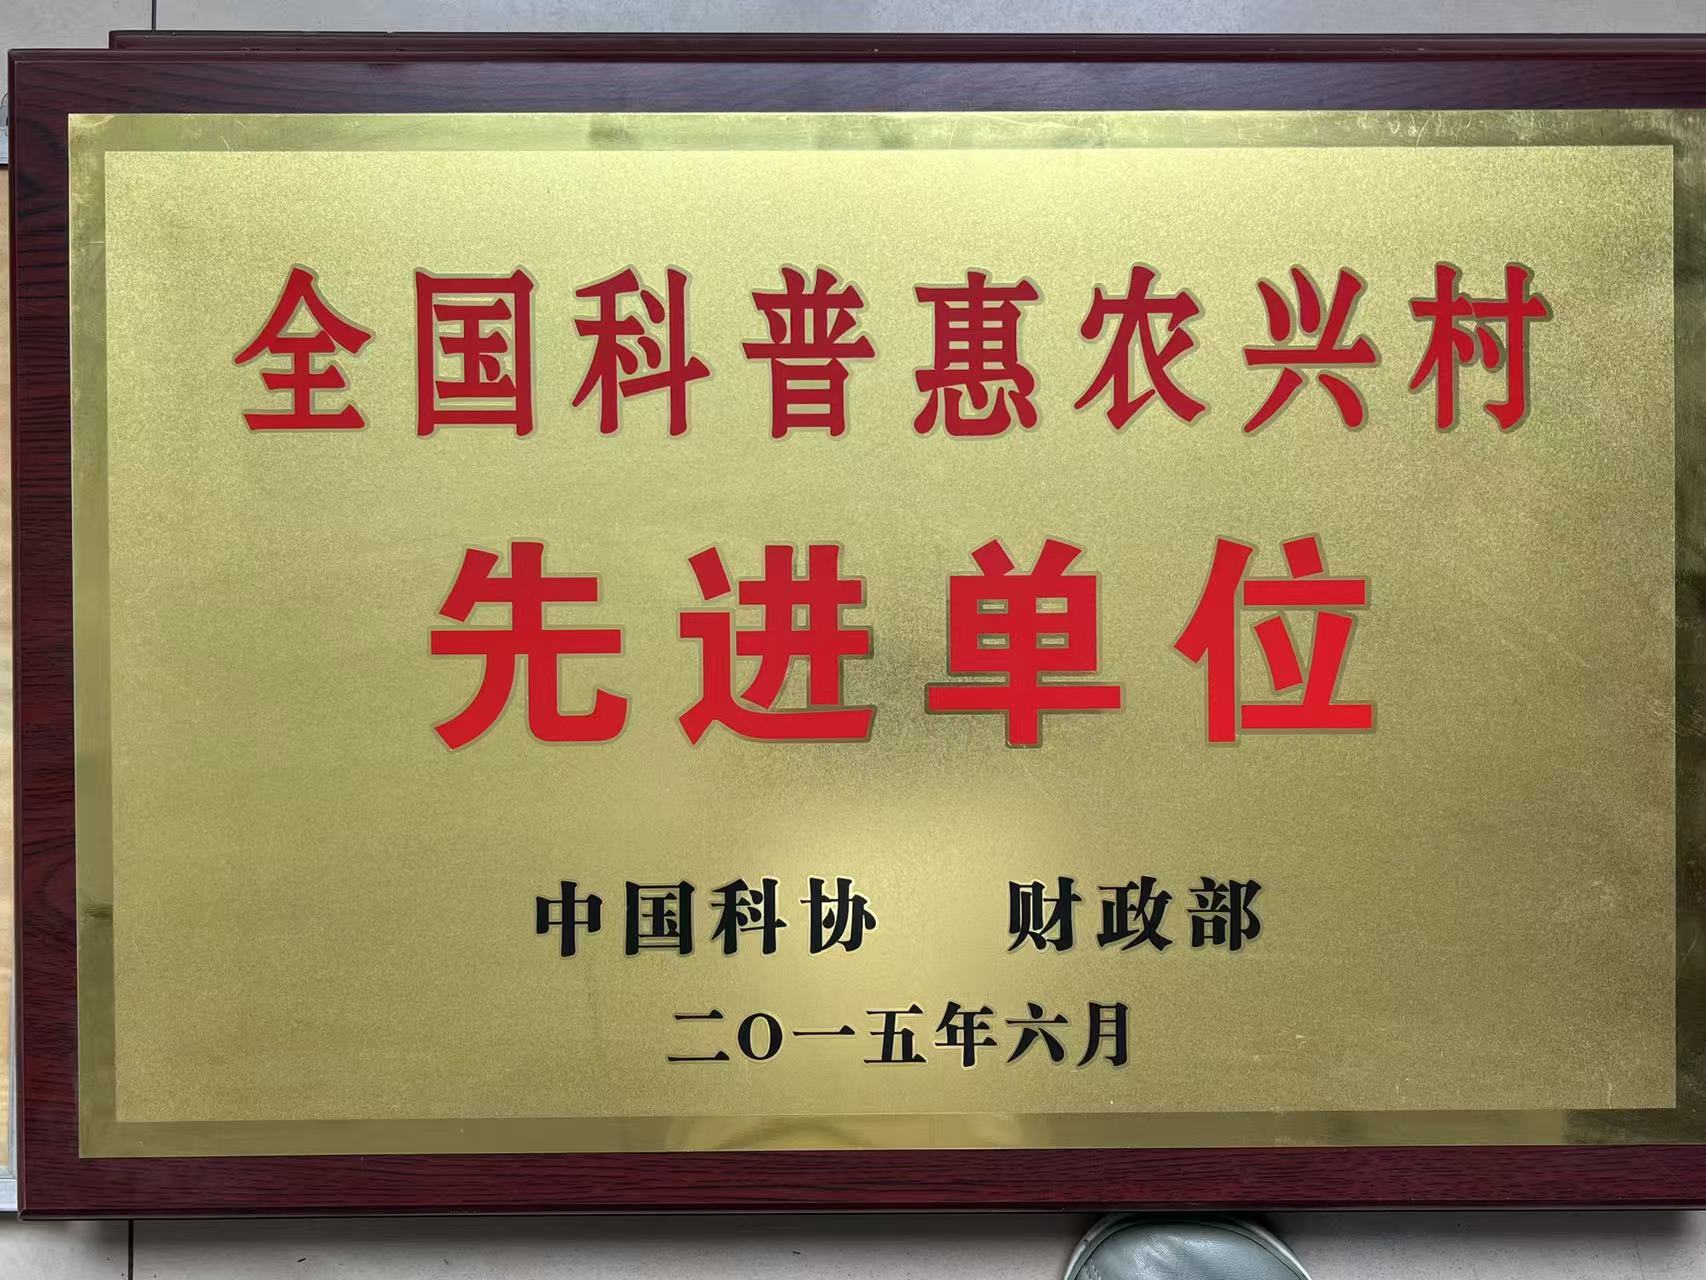 全国科普惠农兴村
先进单位
中国科协 财政部
二〇一五年六月